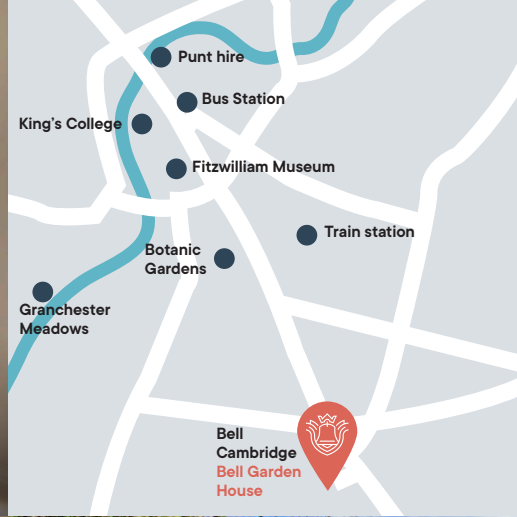 Punt hire
Bus Station
King's College
Fitzwilliam Museum
Train station
Botanic
Gardens
Granchester
Meadows
Bell
Cambridge
Bell Garden
House